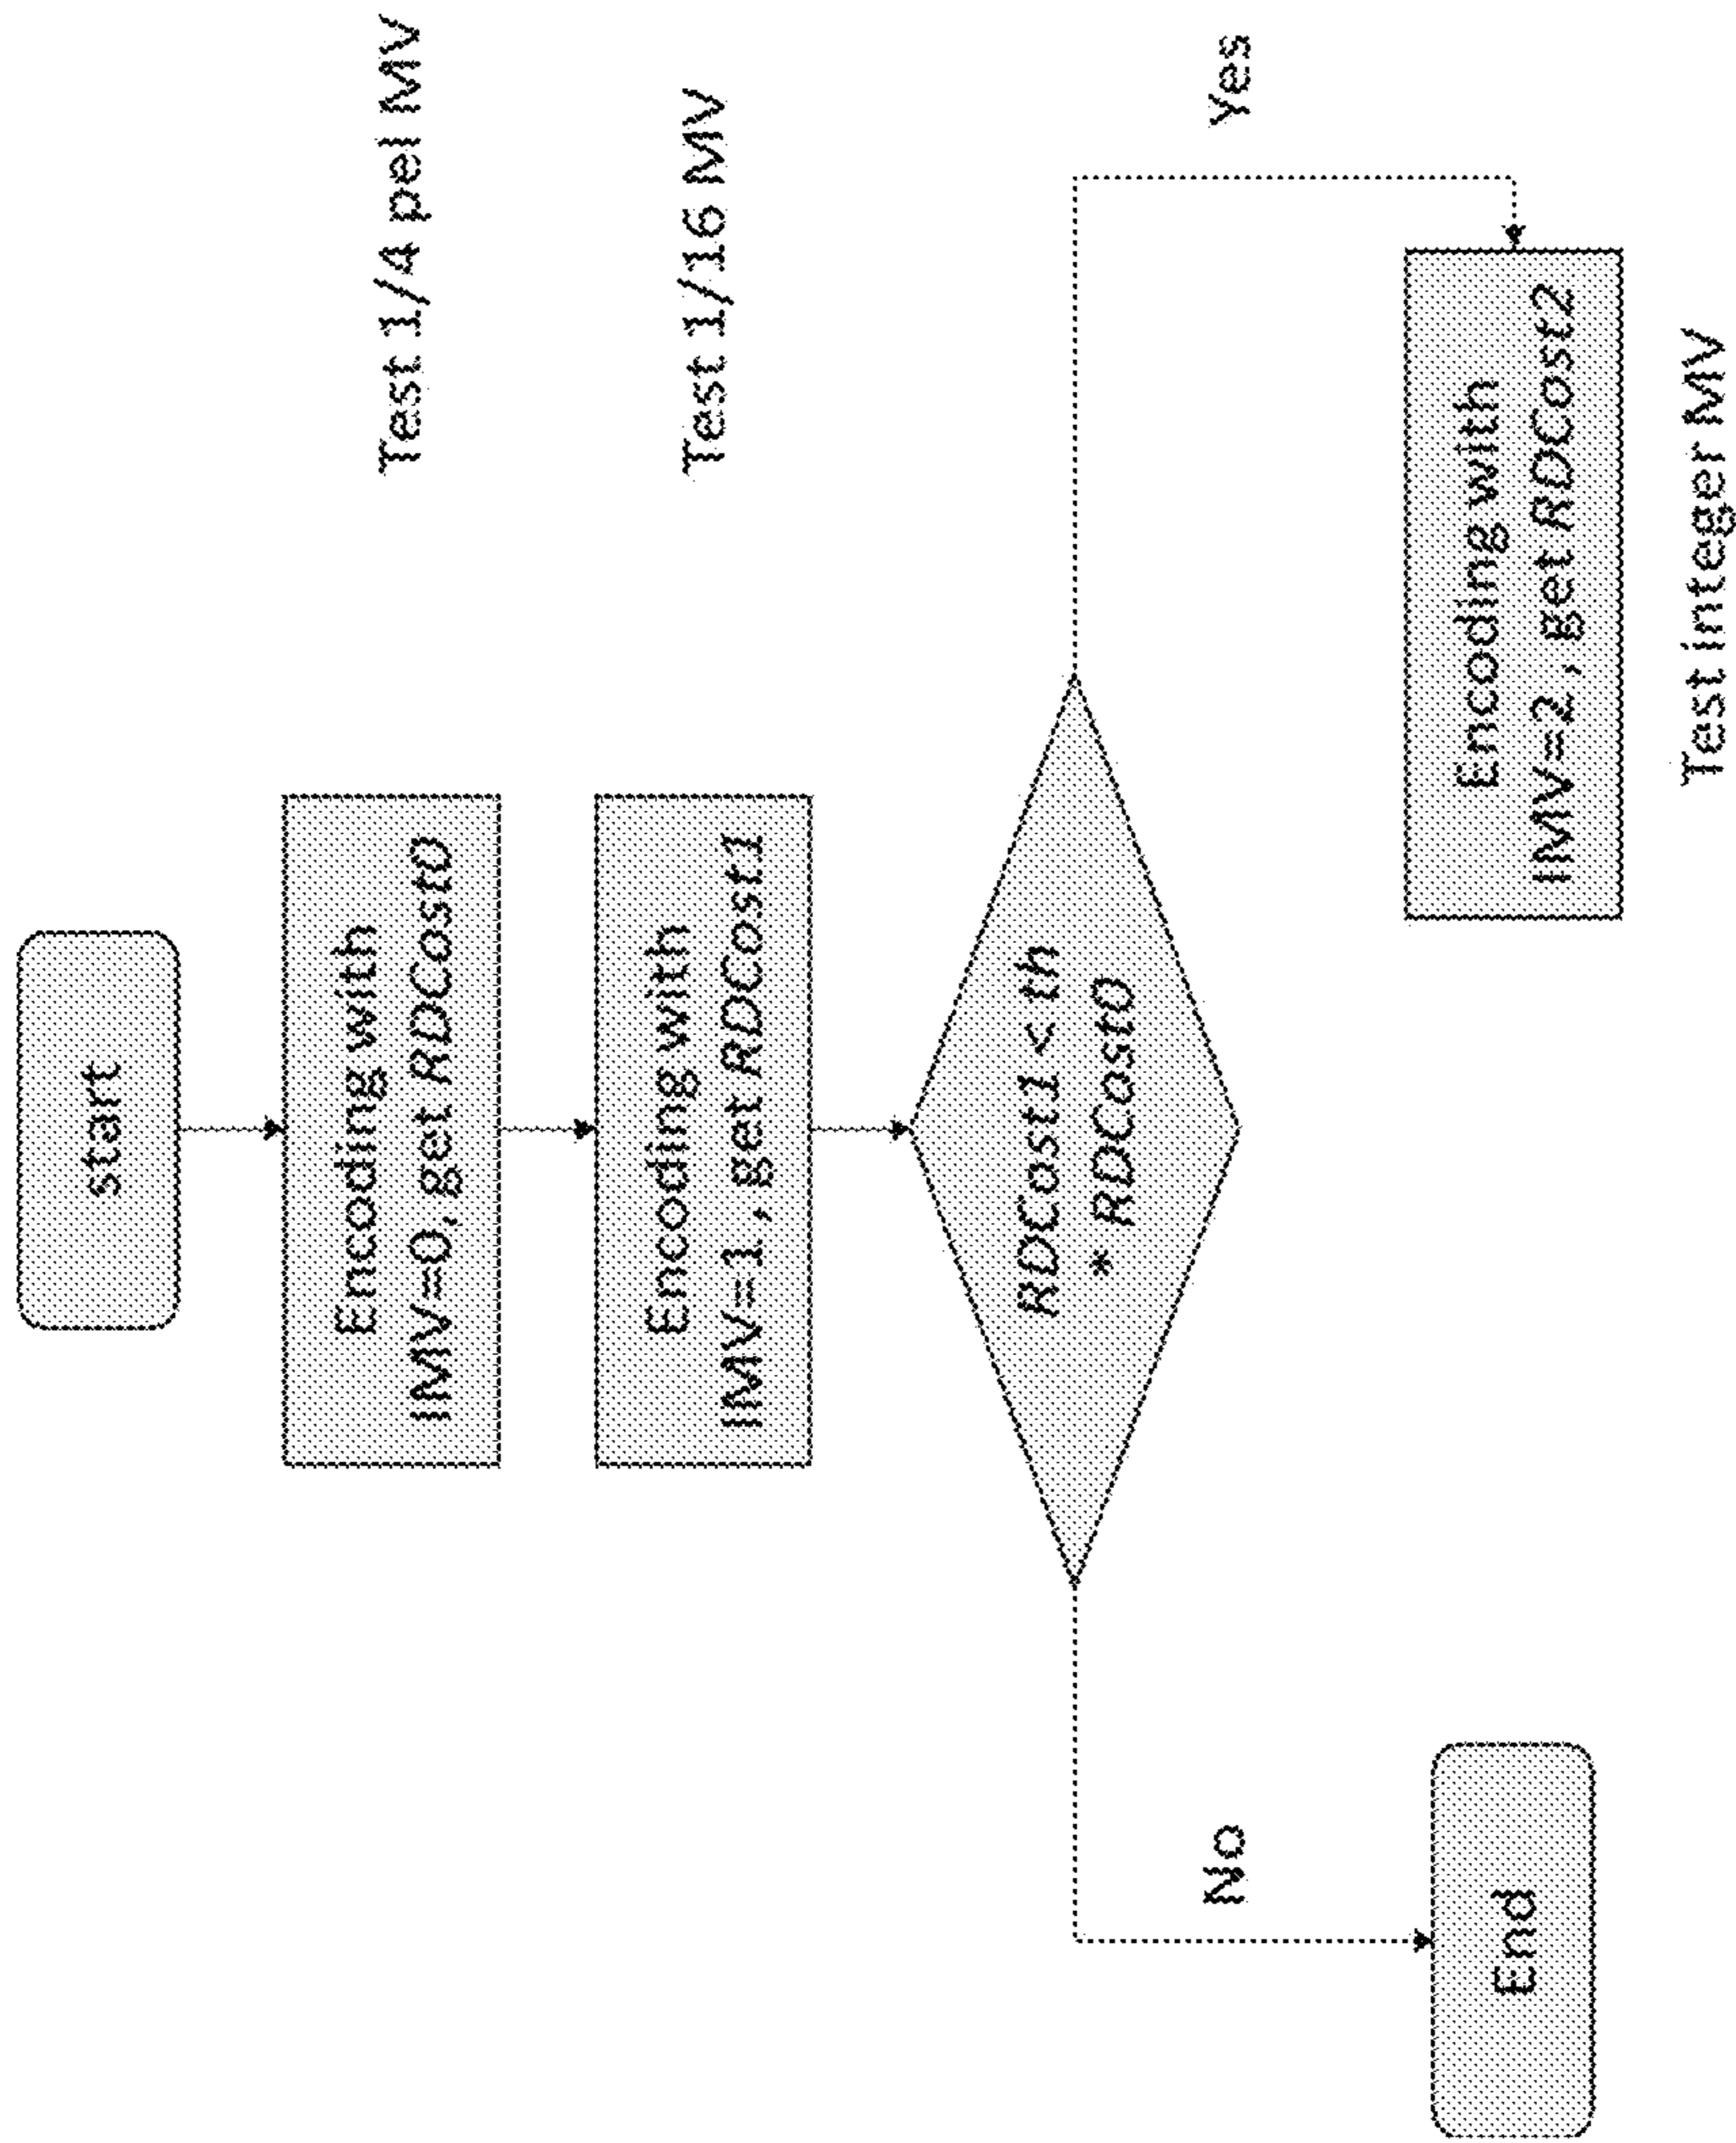 start
Encoding with
IMV=0, get RDCost0
Test 1/4 pel MV
Encoding with
IMV=1, get RDCost1
Test 1/16 MV
RDCost1 < th
* RDCost0
No
Yes
End
Encoding with
IMV=2, get RDCost2
Test integer MV